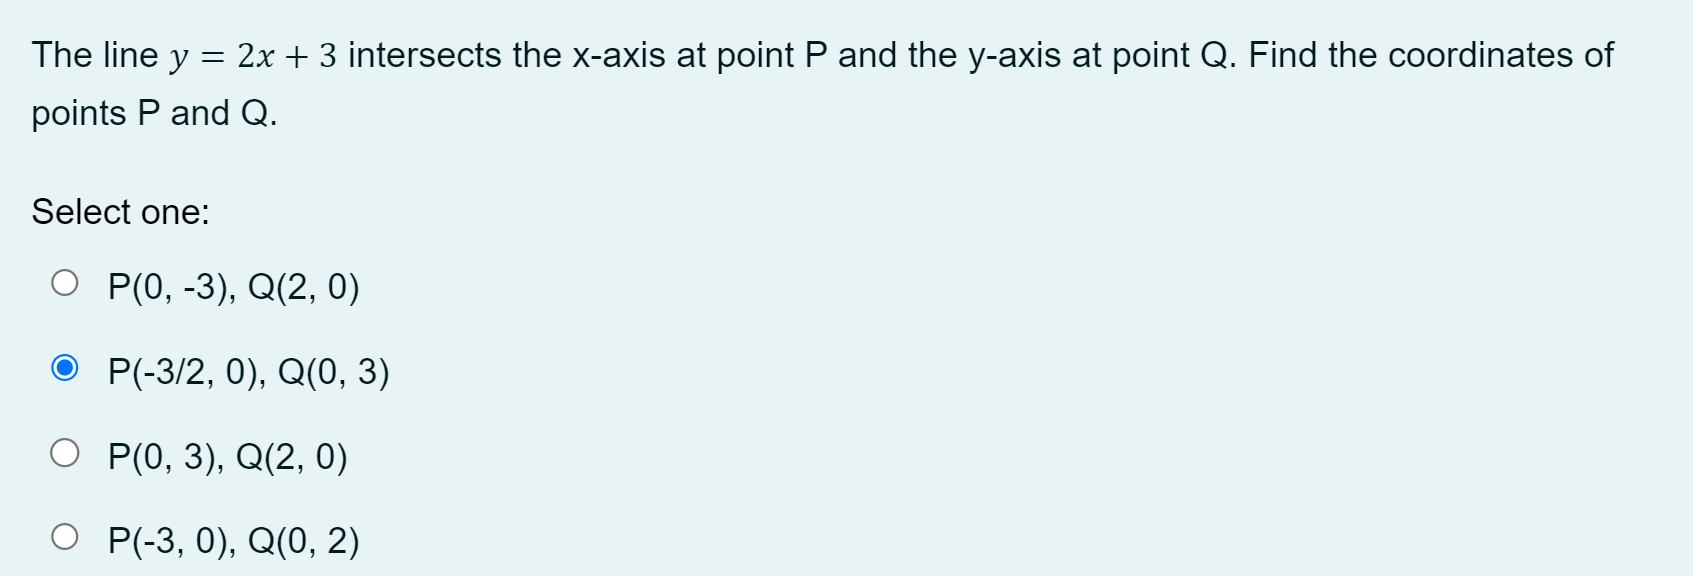 The line y = 2x + 3 intersects the x-axis at point P and the y-axis at point Q. Find the coordinates of
points P and Q.
Select one:
P(0, -3), Q(2, 0)
P(-3/2, 0), Q(0, 3)
P(0, 3), Q(2, 0)
P(-3, 0), Q(0, 2)